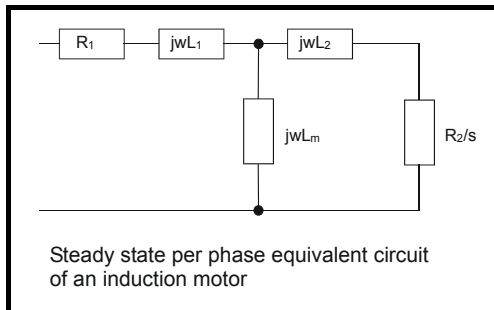 R₁ jwL₁ jwL₂
jwLₘ R₂/s
Steady state per phase equivalent circuit
of an induction motor